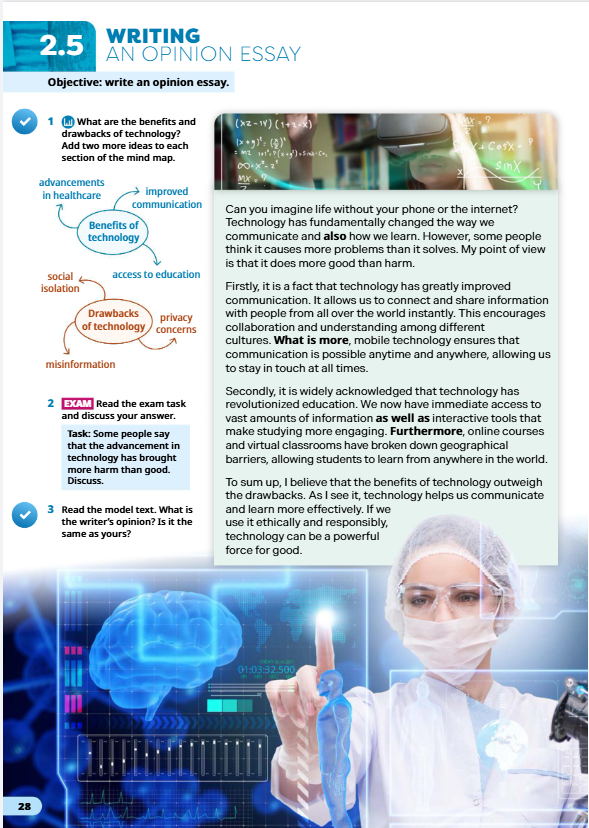 2.5
WRITING
AN OPINION ESSAY
Objective: write an opinion essay.
1 What are the benefits and
drawbacks of technology?
Add two more ideas to each
section of the mind map.
advancements
in healthcare
improved
communication
Benefits of
technology
access to education
social
isolation
Drawbacks
of technology
privacy
concerns
misinformation
2 EXAM Read the exam task
and discuss your answer.
Task: Some people say
that the advancement in
technology has brought
more harm than good.
Discuss.
3 Read the model text. What is
the writer's opinion? Is it the
same as yours?
Can you imagine life without your phone or the internet?
Technology has fundamentally changed the way we
communicate and also how we learn. However, some people
think it causes more problems than it solves. My point of view
is that it does more good than harm.
Firstly, it is a fact that technology has greatly improved
communication. It allows us to connect and share information
with people from all over the world instantly. This encourages
collaboration and understanding among different
cultures. What is more, mobile technology ensures that
communication is possible anytime and anywhere, allowing us
to stay in touch at all times.
Secondly, it is widely acknowledged that technology has
revolutionized education. We now have immediate access to
vast amounts of information as well as interactive tools that
make studying more engaging. Furthermore, online courses
and virtual classrooms have broken down geographical
barriers, allowing students to learn from anywhere in the world.
To sum up, I believe that the benefits of technology outweigh
the drawbacks. As I see it, technology helps us communicate
and learn more effectively. If we
use it ethically and responsibly,
technology can be a powerful
force for good.
01:03:32.500
28